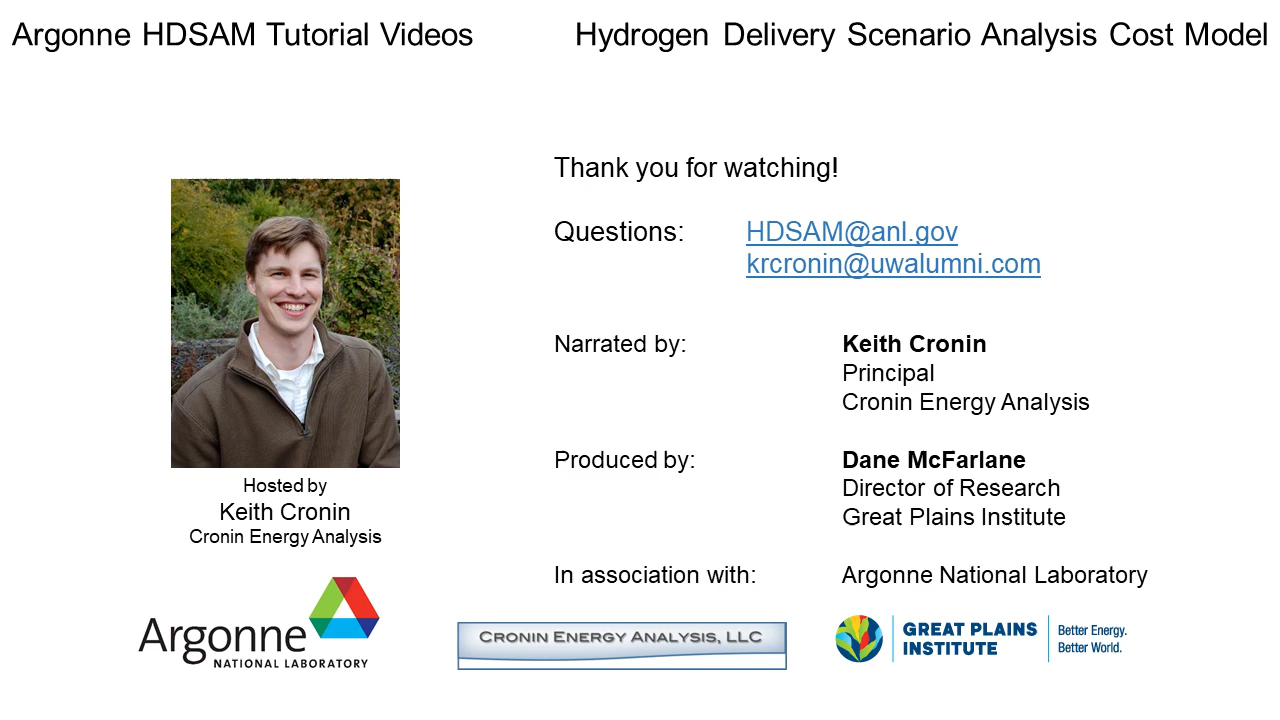 Argonne HDSAM Tutorial Videos
Hydrogen Delivery Scenario Analysis Cost Model
Thank you for watching!
Questions: HDSAM@anl.gov
krcronin@uwalumni.com
Narrated by: Keith Cronin
Principal
Cronin Energy Analysis
Produced by: Dane McFarlane
Director of Research
Great Plains Institute
In association with: Argonne National Laboratory
Hosted by
Keith Cronin
Cronin Energy Analysis
Argonne
NATIONAL LABORATORY
CRONIN ENERGY ANALYSIS, LLC
GREAT PLAINS
INSTITUTE
Better Energy.
Better World.